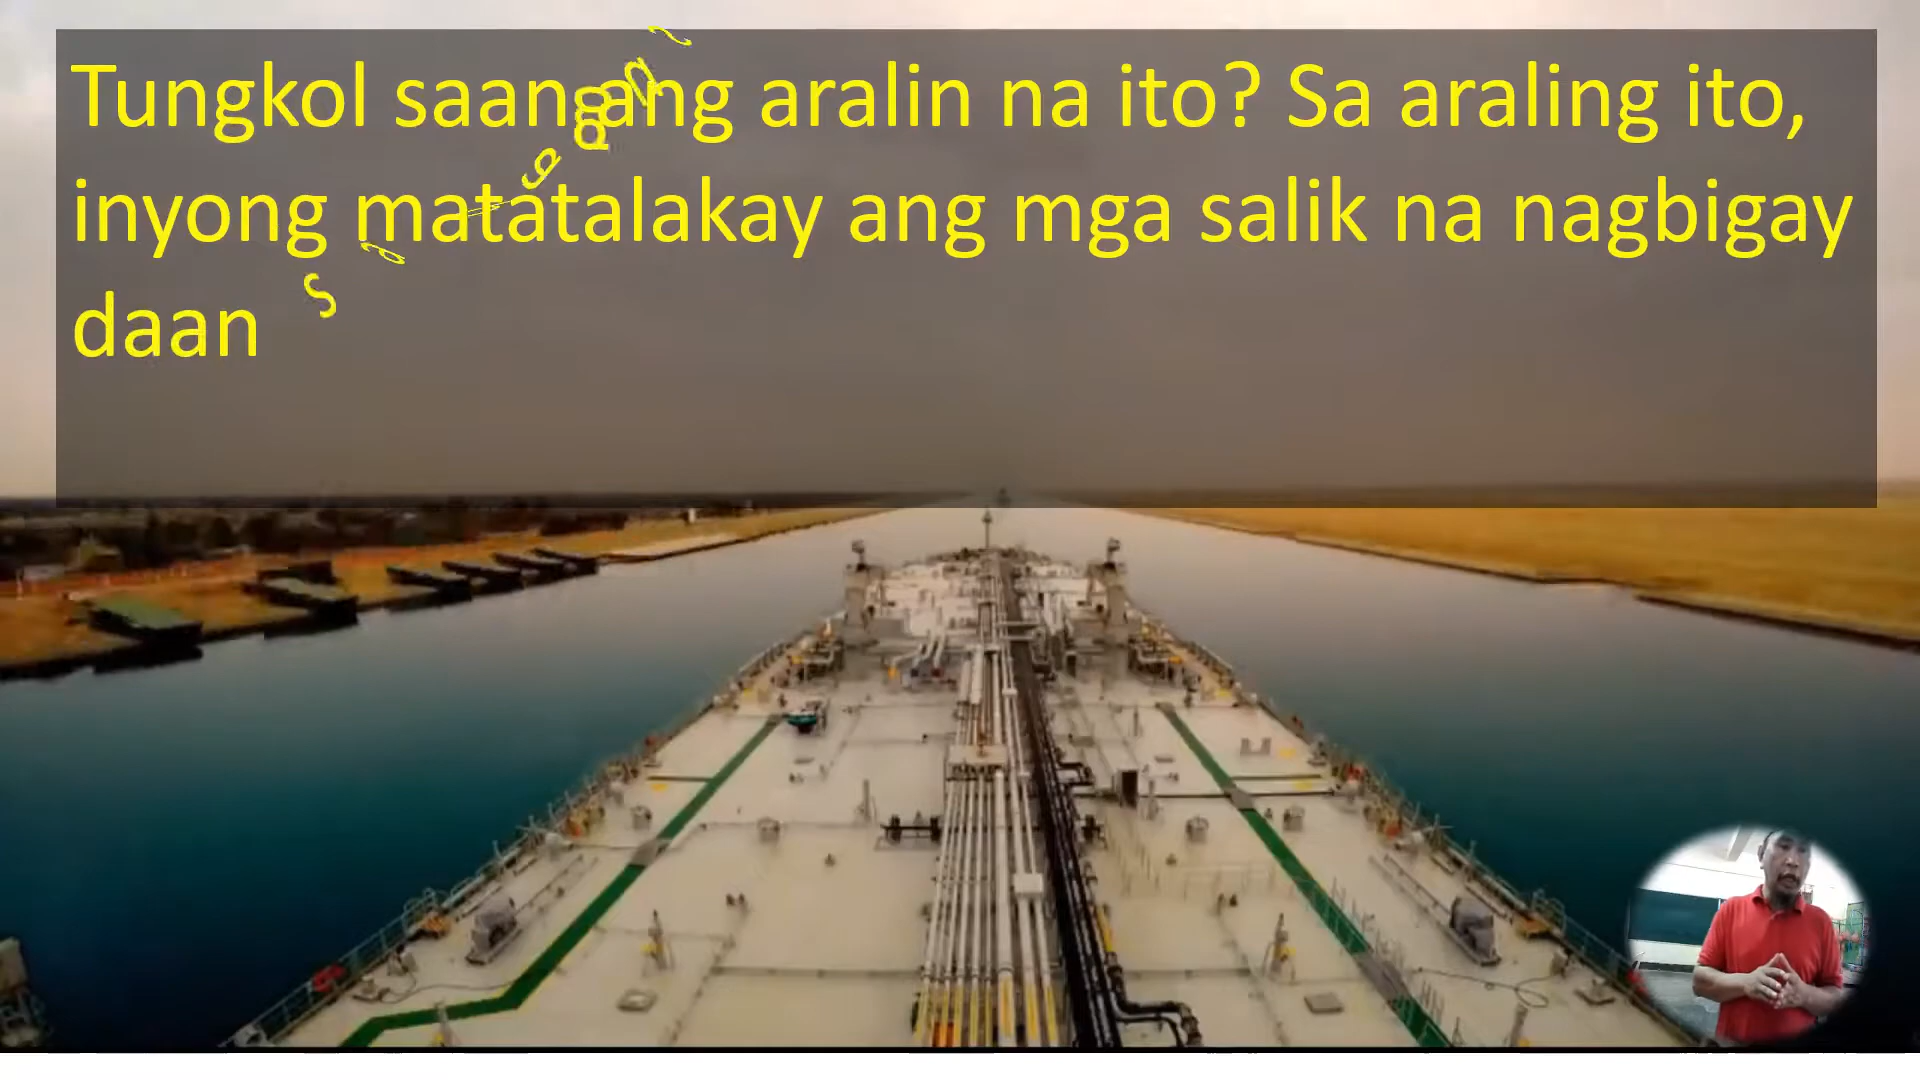 Tungkol saan ang aralin na ito? Sa araling ito,
inyong matatalakay ang mga salik na nagbigay
daan